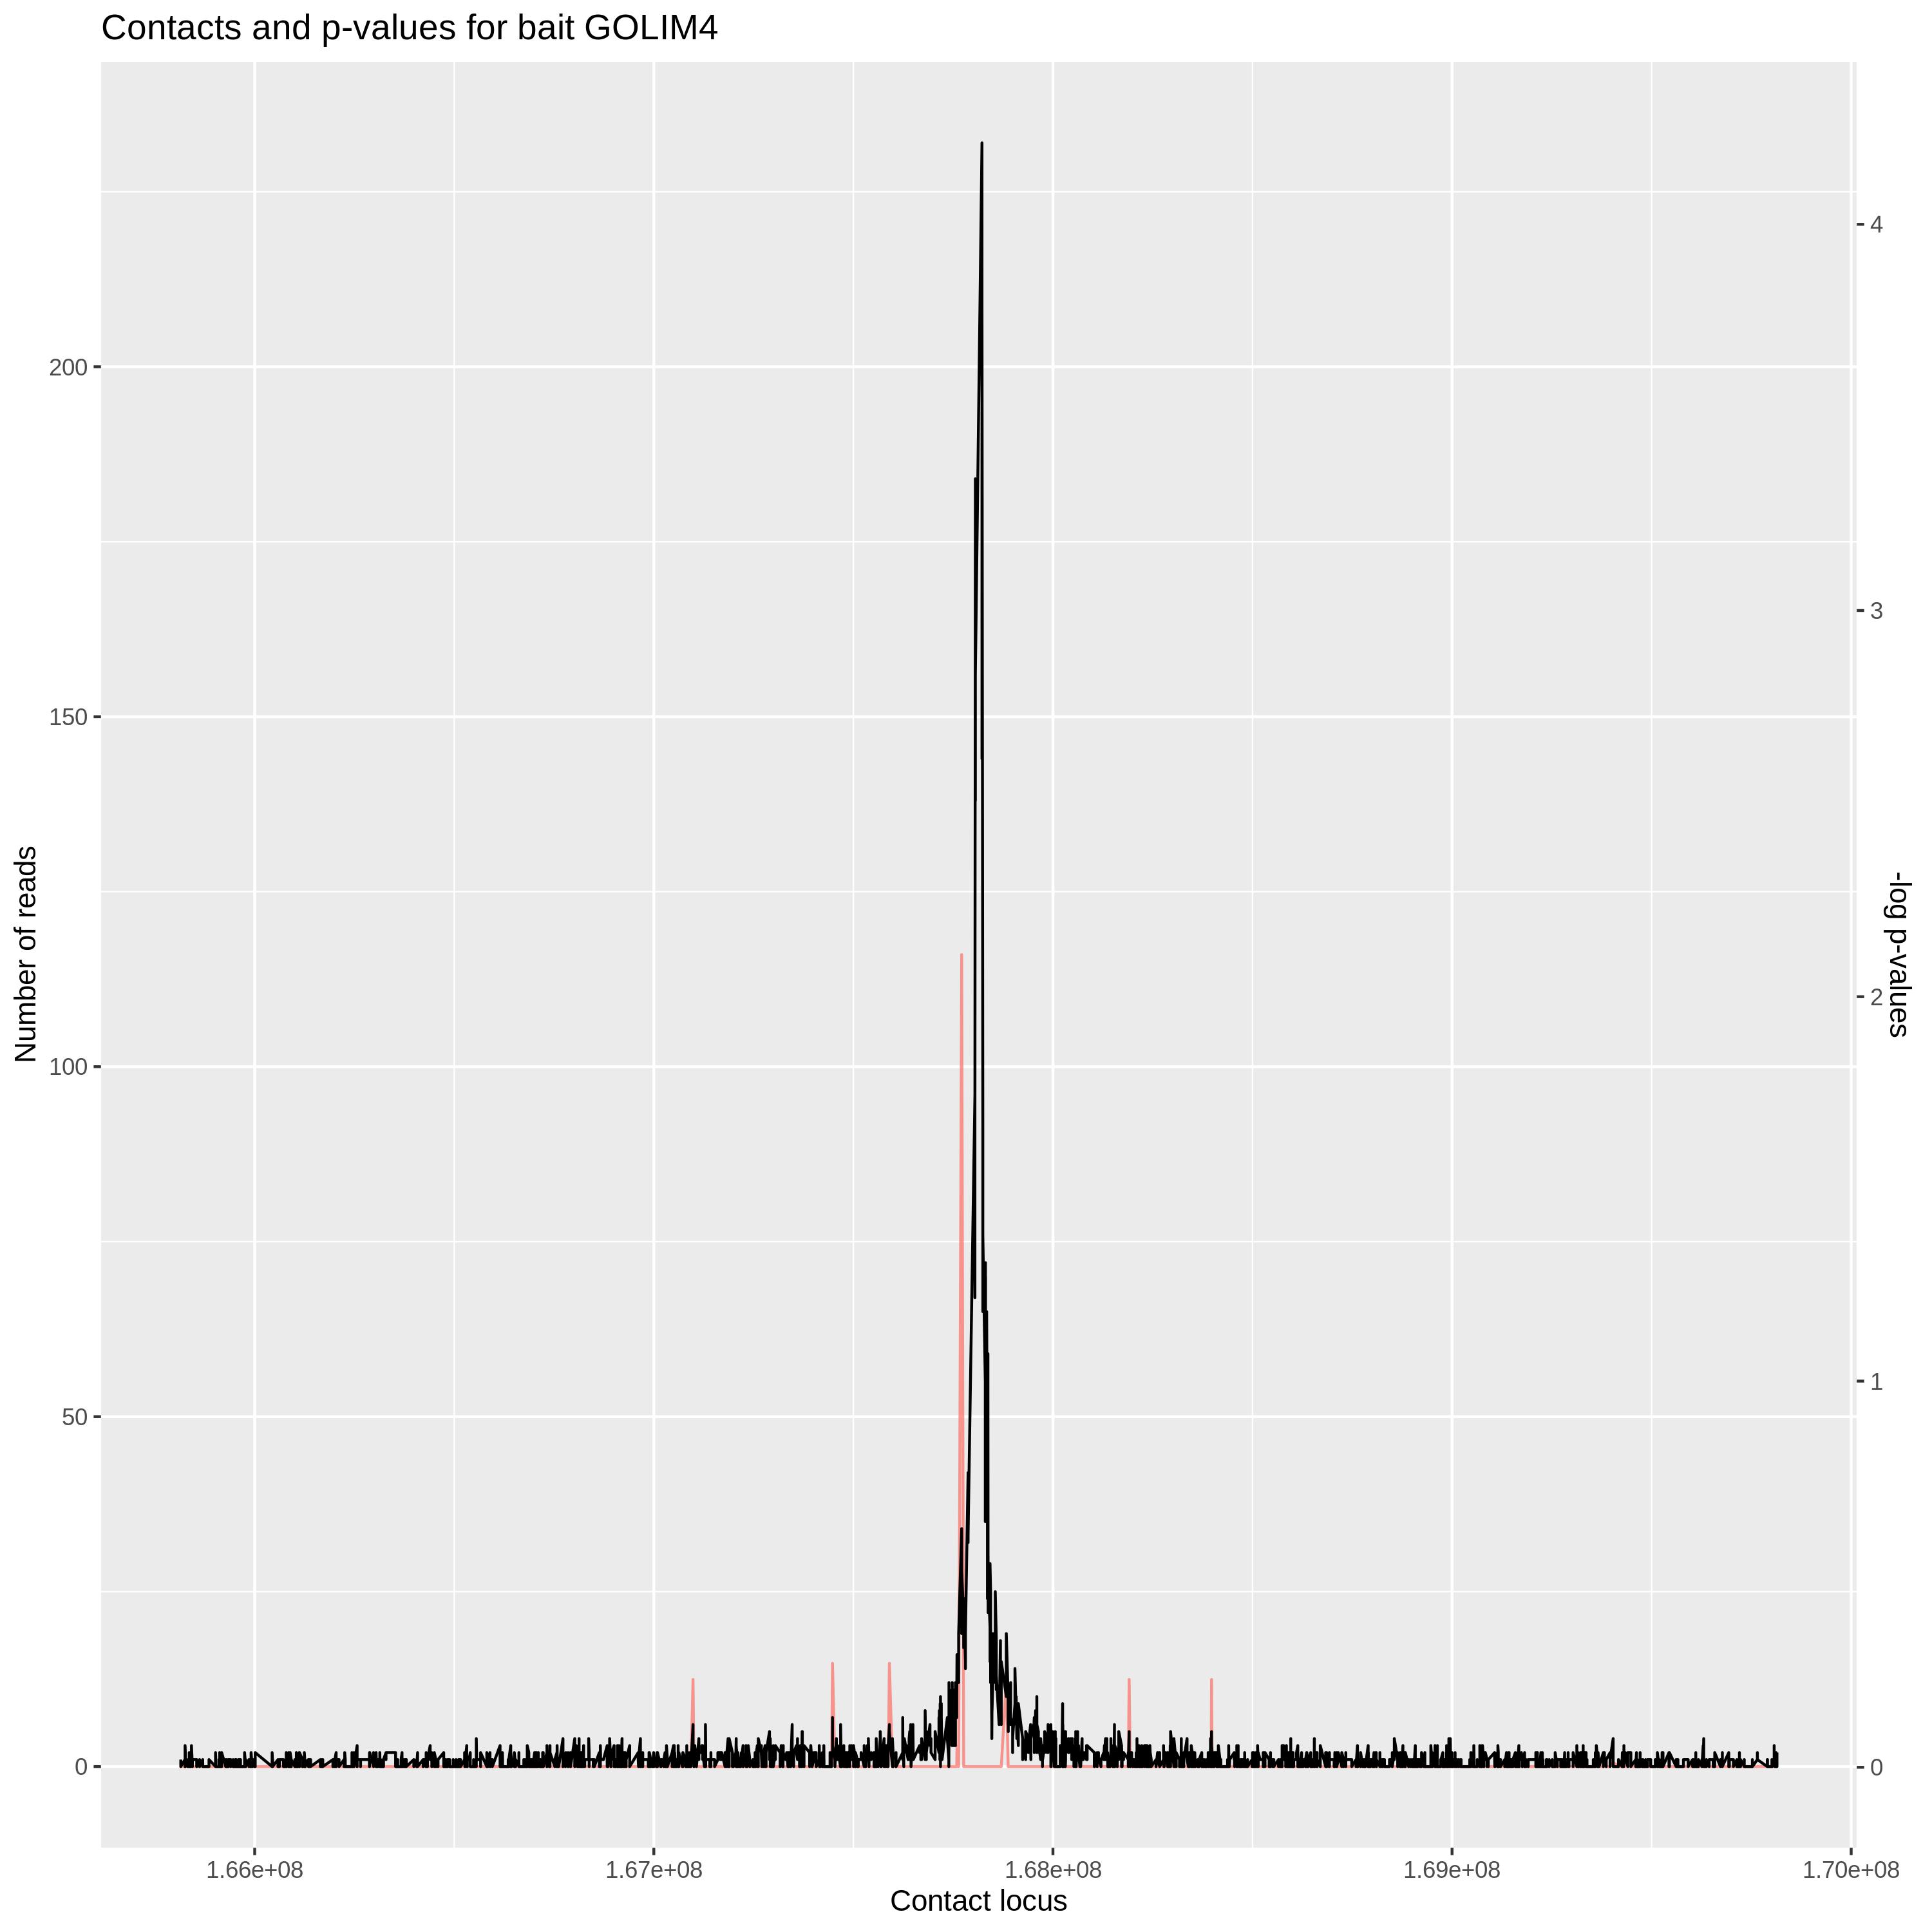 Contacts and p-values for bait GOLIM4
Number of reads
200
150
100
50
0
4
3
2
1
0
-log p-values
1.66e+08
1.67e+08
1.68e+08
1.69e+08
1.70e+08
Contact locus